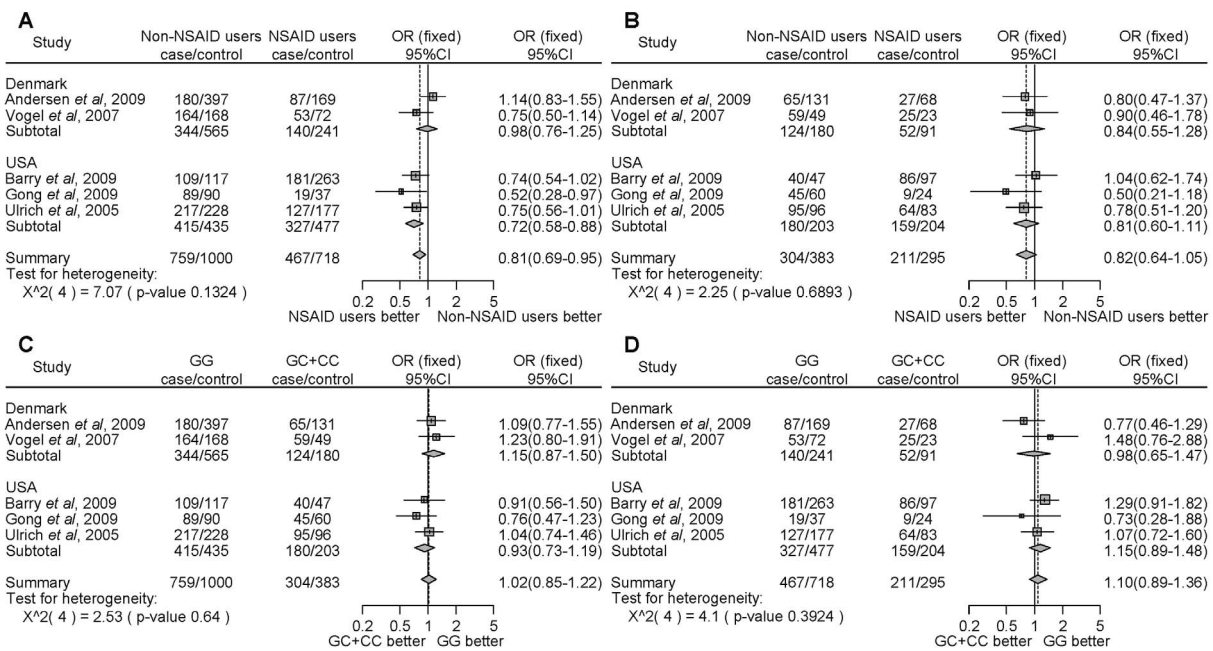 A
Study Non-NSAID users NSAID users OR (fixed) OR (fixed)
case/control case/control 95%CI 95%CI
Denmark
Andersen et al, 2009 180/397 87/169 1.14(0.83-1.55)
Vogel et al, 2007 164/168 53/72 0.75(0.50-1.14)
Subtotal 344/565 140/241 0.98(0.76-1.25)
USA
Barry et al, 2009 109/117 181/263 0.74(0.54-1.02)
Gong et al, 2009 89/90 19/37 0.52(0.28-0.97)
Ulrich et al, 2005 217/228 127/177 0.75(0.56-1.01)
Subtotal 415/435 327/477 0.72(0.58-0.88)
Summary 759/1000 467/718 0.81(0.69-0.95)
Test for heterogeneity:
X^2( 4 ) = 7.07 ( p-value 0.1324 )
0.2 0.5 1 2 5
NSAID users better Non-NSAID users better
B
Study Non-NSAID users NSAID users OR (fixed) OR (fixed)
case/control case/control 95%CI 95%CI
Denmark
Andersen et al, 2009 65/131 27/68 0.80(0.47-1.37)
Vogel et al, 2007 59/49 25/23 0.90(0.46-1.78)
Subtotal 124/180 52/91 0.84(0.55-1.28)
USA
Barry et al, 2009 40/47 86/97 1.04(0.62-1.74)
Gong et al, 2009 45/60 9/24 0.50(0.21-1.18)
Ulrich et al, 2005 95/96 64/83 0.78(0.51-1.20)
Subtotal 180/203 159/204 0.81(0.60-1.11)
Summary 304/383 211/295 0.82(0.64-1.05)
Test for heterogeneity:
X^2( 4 ) = 2.25 ( p-value 0.6893 )
0.2 0.5 1 2 5
NSAID users better Non-NSAID users better
C
Study GG GC+CC OR (fixed) OR (fixed)
case/control case/control 95%CI 95%CI
Denmark
Andersen et al, 2009 180/397 65/131 1.09(0.77-1.55)
Vogel et al, 2007 164/168 59/49 1.23(0.80-1.91)
Subtotal 344/565 124/180 1.15(0.87-1.50)
USA
Barry et al, 2009 109/117 40/47 0.91(0.56-1.50)
Gong et al, 2009 89/90 45/60 0.76(0.47-1.23)
Ulrich et al, 2005 217/228 95/96 1.04(0.74-1.46)
Subtotal 415/435 180/203 0.93(0.73-1.19)
Summary 759/1000 304/383 1.02(0.85-1.22)
Test for heterogeneity:
X^2( 4 ) = 2.53 ( p-value 0.64 )
0.2 0.5 1 2 5
GC+CC better GG better
D
Study GG GC+CC OR (fixed) OR (fixed)
case/control case/control 95%CI 95%CI
Denmark
Andersen et al, 2009 87/169 27/68 0.77(0.46-1.29)
Vogel et al, 2007 53/72 25/23 1.48(0.76-2.88)
Subtotal 140/241 52/91 0.98(0.65-1.47)
USA
Barry et al, 2009 181/263 86/97 1.29(0.91-1.82)
Gong et al, 2009 19/37 9/24 0.73(0.28-1.88)
Ulrich et al, 2005 127/177 64/83 1.07(0.72-1.60)
Subtotal 327/477 159/204 1.15(0.89-1.48)
Summary 467/718 211/295 1.10(0.89-1.36)
Test for heterogeneity:
X^2( 4 ) = 4.1 ( p-value 0.3924 )
0.2 0.5 1 2 5
GC+CC better GG better